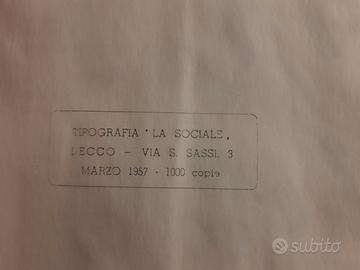 TIPOGRAFIA "LA SOCIALE"
LECCO - VIA S. SASSI, 3
MARZO 1957 - 1000 copie
subito